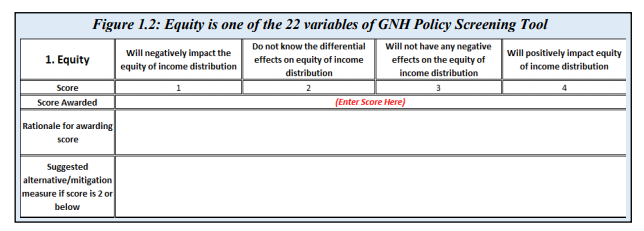 Figure 1.2: Equity is one of the 22 variables of GNH Policy Screening Tool
1. Equity
Will negatively impact the
equity of income distribution
Do not know the differential
effects on equity of income
distribution
Will not have any negative
effects on the equity of
income distribution
Will positively impact equity
of income distribution
Score
1
2
3
4
Score Awarded
(Enter Score Here)
Rationale for awarding
score
Suggested
alternative/mitigation
measure if score is 2 or
below